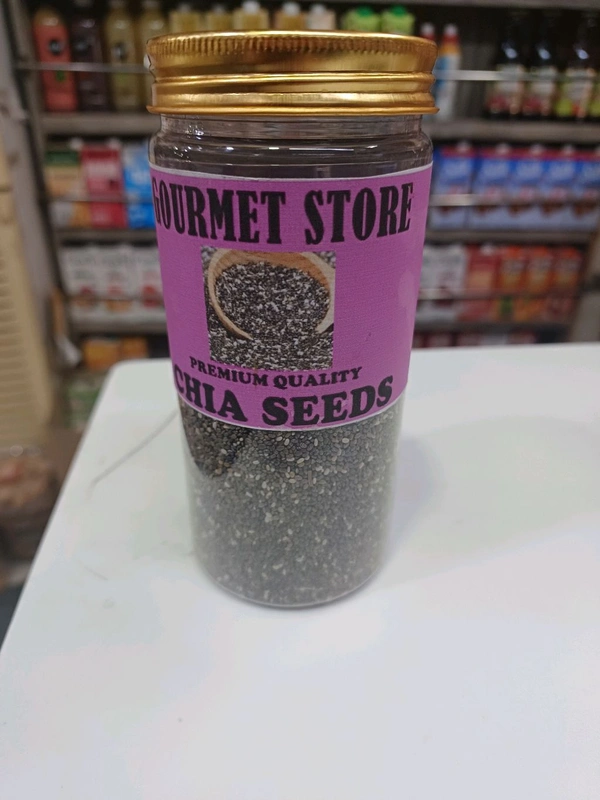 GOURMET STORE
PREMIUM QUALITY
CHIA SEEDS